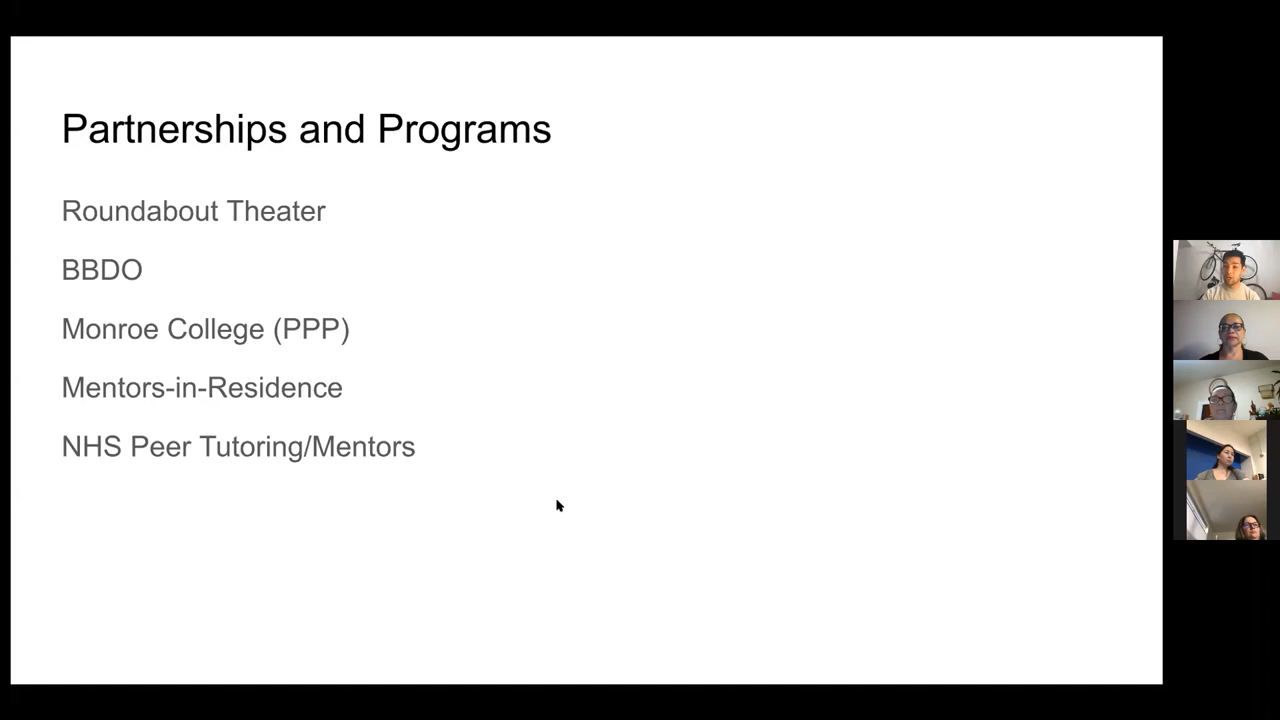 Partnerships and Programs
Roundabout Theater
BBDO
Monroe College (PPP)
Mentors-in-Residence
NHS Peer Tutoring/Mentors